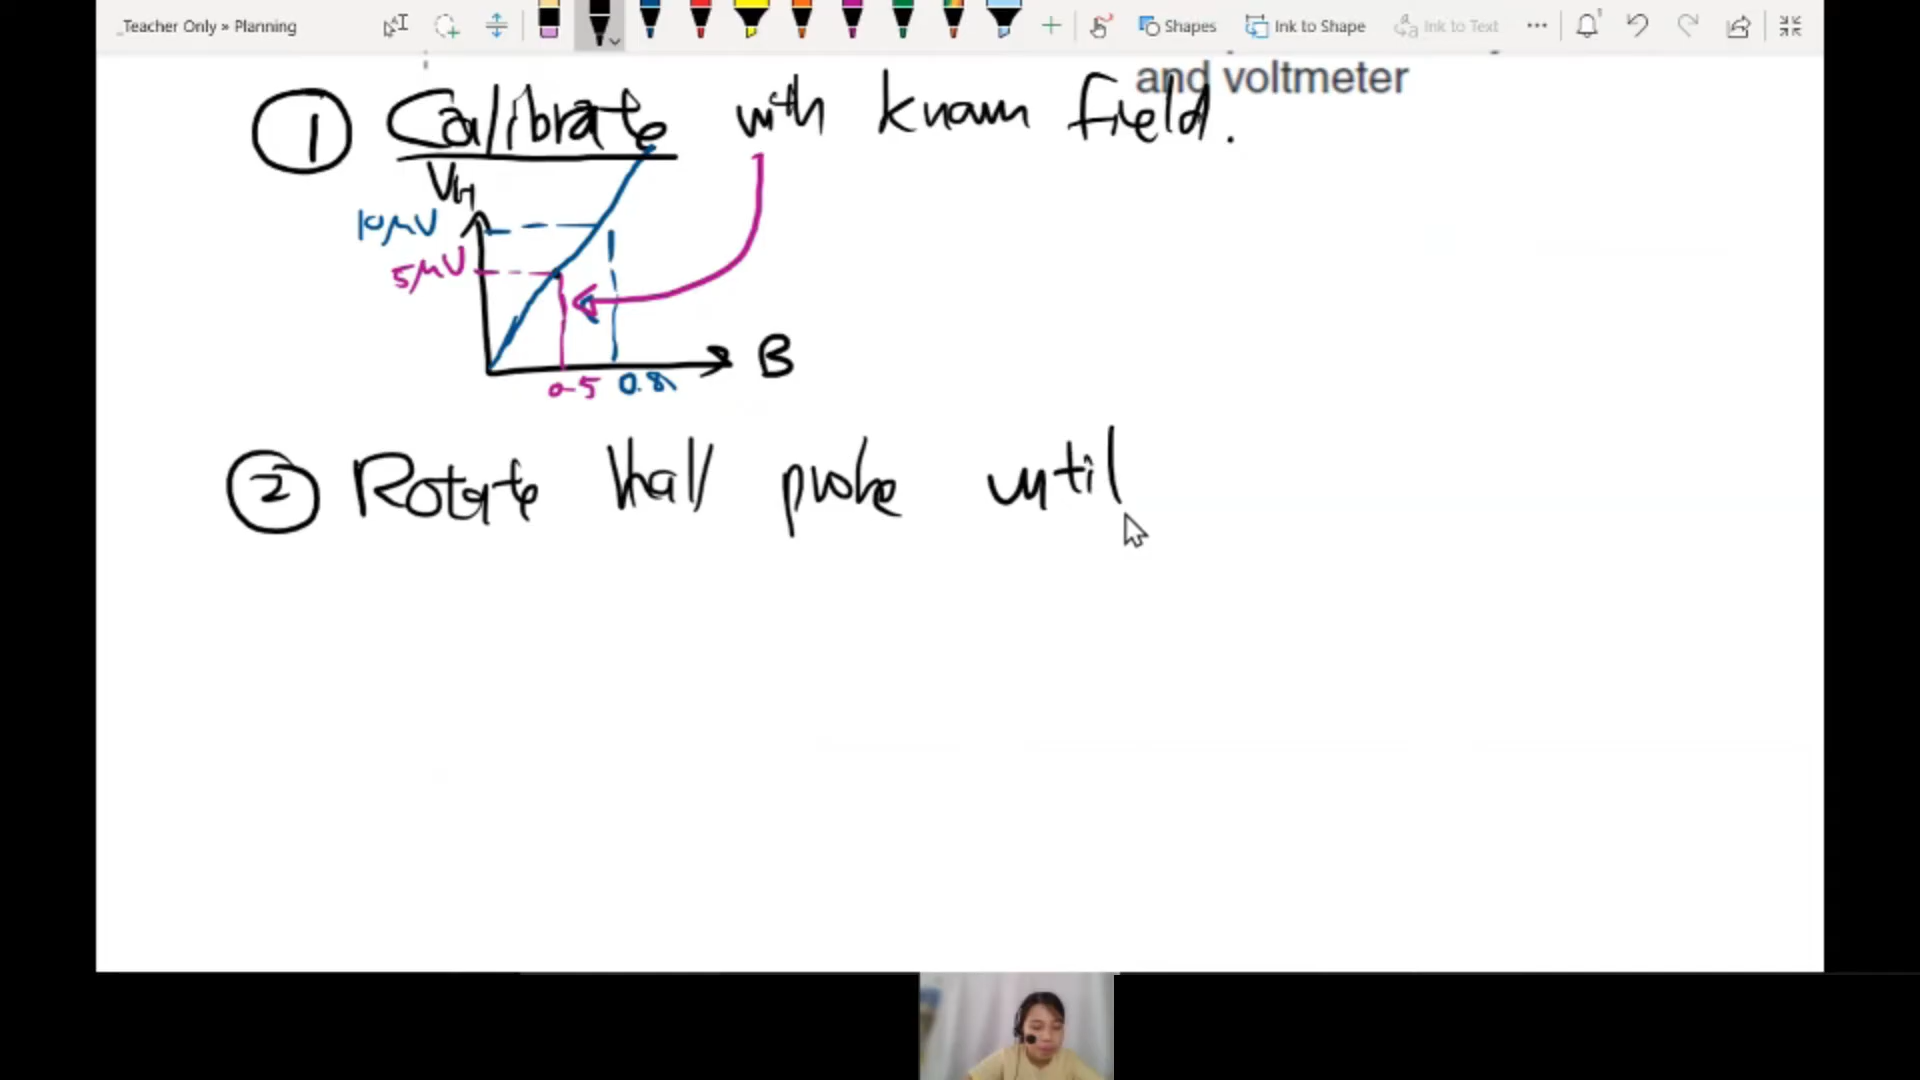 _Teacher Only » Planning
Shapes
Ink to Shape
Ink to Text
and voltmeter
1 Calibrate with known field.
VH
10μV
5μV
B
0.5 0.8
2 Rotate hall probe until